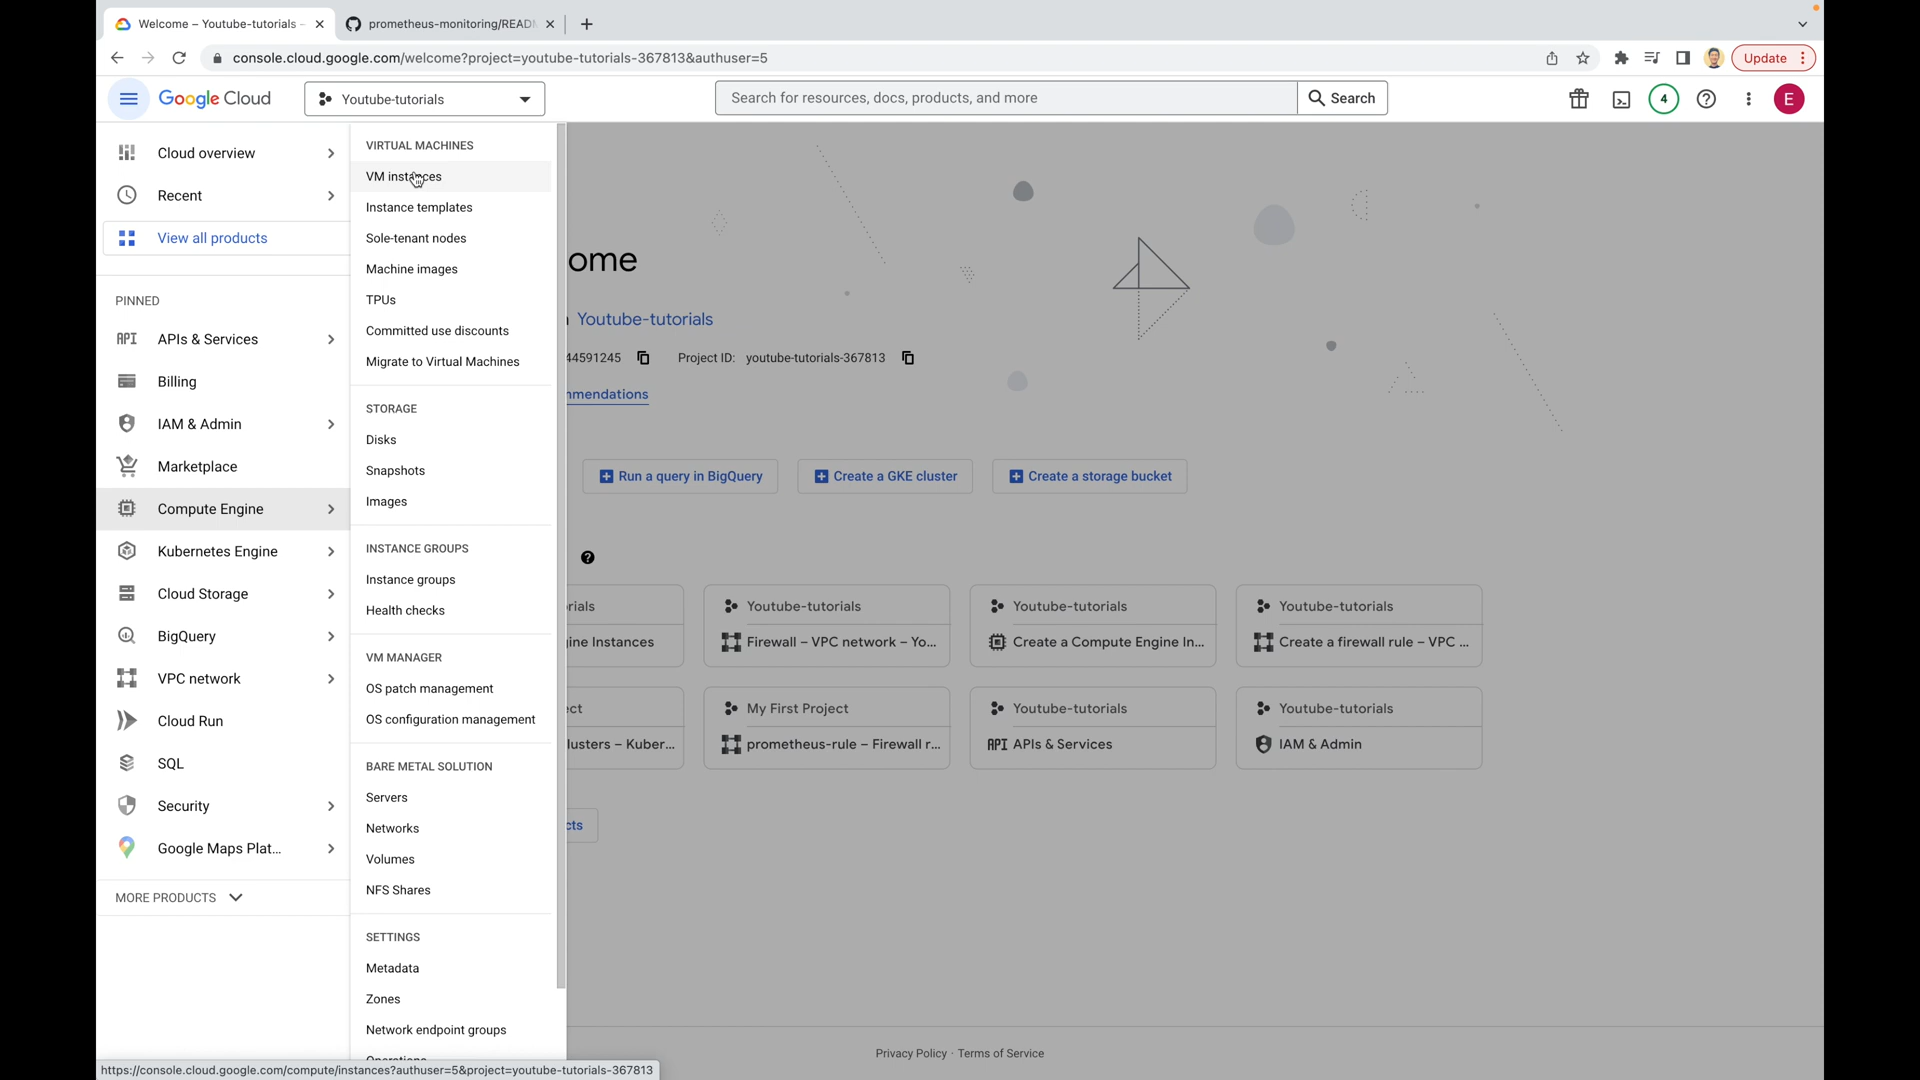 Welcome – Youtube-tutorials –
prometheus-monitoring/READ
console.cloud.google.com/welcome?project=youtube-tutorials-367813&authuser=5
Update
Google Cloud
Youtube-tutorials
Search for resources, docs, products, and more
Search
4
E
Cloud overview
Recent
View all products
PINNED
API APIs & Services
Billing
IAM & Admin
Marketplace
Compute Engine
Kubernetes Engine
Cloud Storage
BigQuery
VPC network
Cloud Run
SQL
Security
Google Maps Plat...
MORE PRODUCTS
VIRTUAL MACHINES
VM instances
Instance templates
Sole-tenant nodes
Machine images
TPUs
Committed use discounts
Migrate to Virtual Machines
STORAGE
Disks
Snapshots
Images
INSTANCE GROUPS
Instance groups
Health checks
VM MANAGER
OS patch management
OS configuration management
BARE METAL SOLUTION
Servers
Networks
Volumes
NFS Shares
SETTINGS
Metadata
Zones
Network endpoint groups
Operations
ome
Youtube-tutorials
44591245 Project ID: youtube-tutorials-367813
mmendations
Run a query in BigQuery
Create a GKE cluster
Create a storage bucket
rials
gine Instances
Youtube-tutorials
Firewall – VPC network – Yo...
Youtube-tutorials
Create a Compute Engine In...
Youtube-tutorials
Create a firewall rule – VPC ...
ect
lusters – Kuber...
My First Project
prometheus-rule – Firewall r...
Youtube-tutorials
API APIs & Services
Youtube-tutorials
IAM & Admin
cts
Privacy Policy · Terms of Service
https://console.cloud.google.com/compute/instances?authuser=5&project=youtube-tutorials-367813